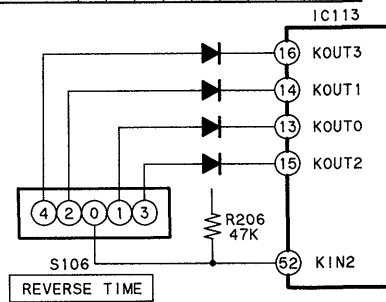 IC113
16 KOUT3
14 KOUT1
13 KOUT0
15 KOUT2
4 2 0 1 3
R206
47K
52 KIN2
S106
REVERSE TIME